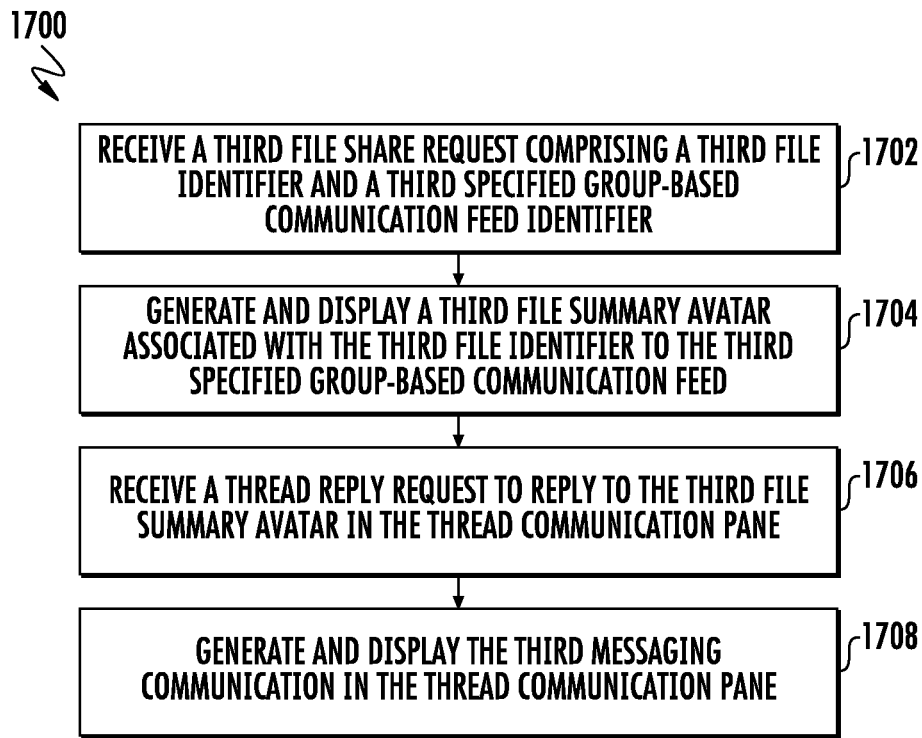 1700
RECEIVE A THIRD FILE SHARE REQUEST COMPRISING A THIRD FILE
IDENTIFIER AND A THIRD SPECIFIED GROUP-BASED
COMMUNICATION FEED IDENTIFIER
1702
GENERATE AND DISPLAY A THIRD FILE SUMMARY AVATAR
ASSOCIATED WITH THE THIRD FILE IDENTIFIER TO THE THIRD
SPECIFIED GROUP-BASED COMMUNICATION FEED
1704
RECEIVE A THREAD REPLY REQUEST TO REPLY TO THE THIRD FILE
SUMMARY AVATAR IN THE THREAD COMMUNICATION PANE
1706
GENERATE AND DISPLAY THE THIRD MESSAGING
COMMUNICATION IN THE THREAD COMMUNICATION PANE
1708